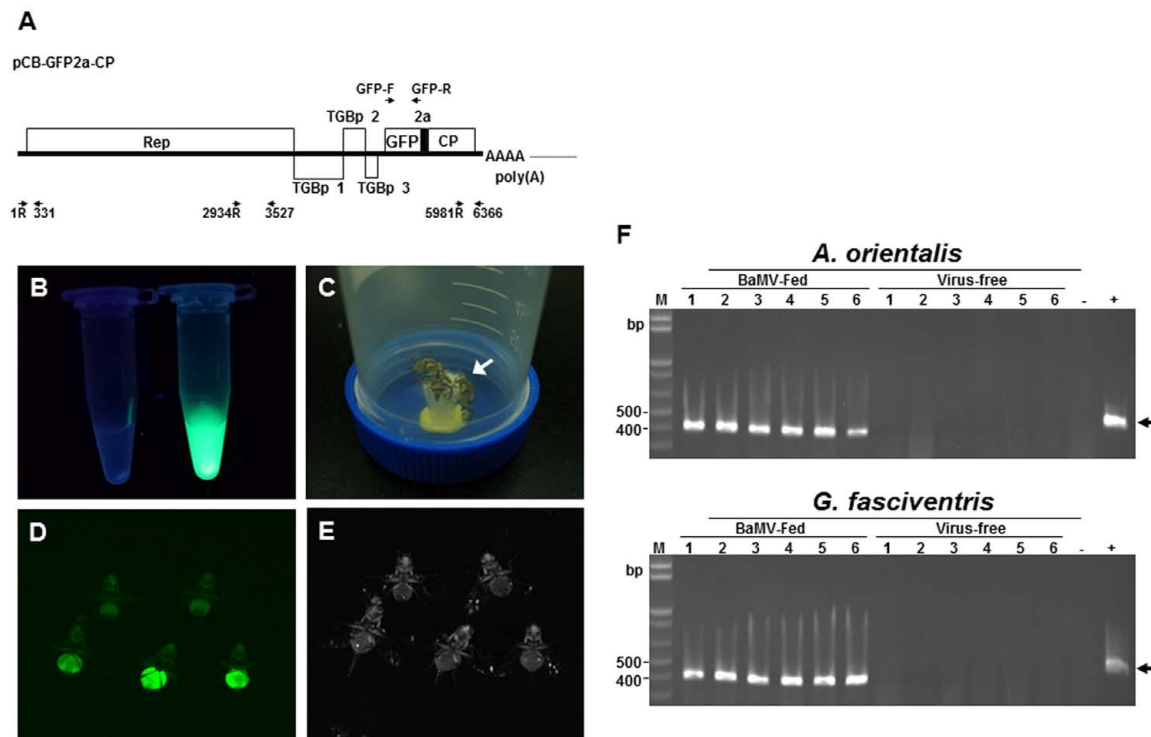 A
pCB-GFP2a-CP
GFP-F GFP-R
TGBp 2 2a
Rep GFP CP
AAAA
poly(A)
TGBp 1 TGBp 3
1R 331 2934R 3527 5981R 6366
B
C
D
E
F
A. orientalis
BaMV-Fed Virus-free
M 1 2 3 4 5 6 1 2 3 4 5 6 - +
bp
500-
400-
G. fasciventris
BaMV-Fed Virus-free
M 1 2 3 4 5 6 1 2 3 4 5 6 - +
bp
500-
400-